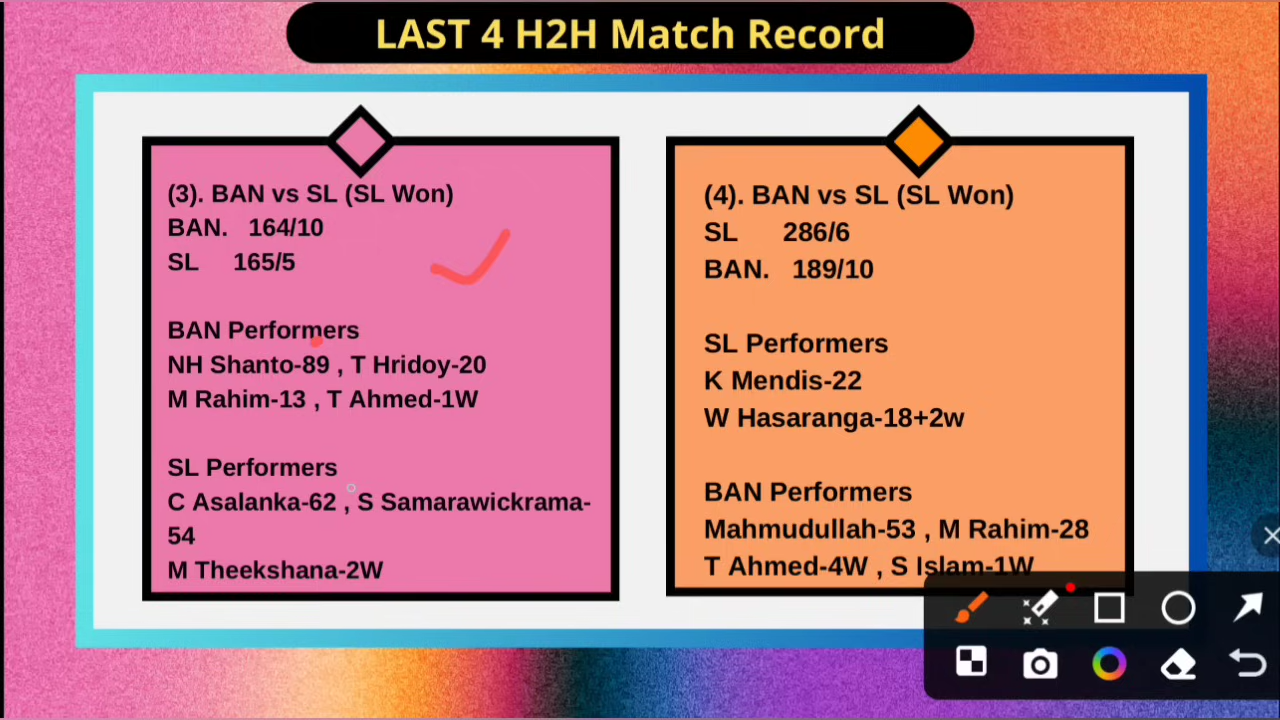 LAST 4 H2H Match Record
(3). BAN vs SL (SL Won)
BAN. 164/10
SL 165/5
BAN Performers
NH Shanto-89 , T Hridoy-20
M Rahim-13 , T Ahmed-1W
SL Performers
C Asalanka-62 , S Samarawickrama-
54
M Theekshana-2W
(4). BAN vs SL (SL Won)
SL 286/6
BAN. 189/10
SL Performers
K Mendis-22
W Hasaranga-18+2w
BAN Performers
Mahmudullah-53 , M Rahim-28
T Ahmed-4W , S Islam-1W